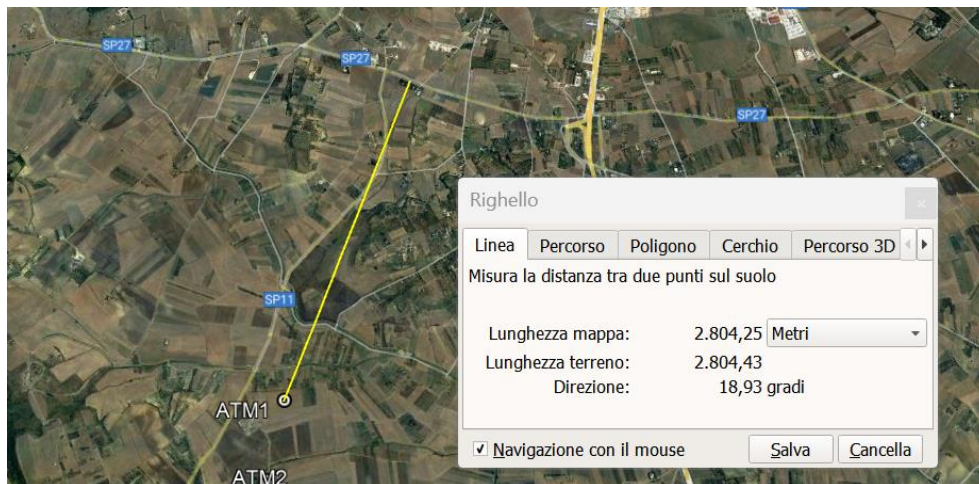 SP27
SP27
SP27
SP11
ATM1
ATM2
Righello
Linea Percorso Poligono Cerchio Percorso 3D
Misura la distanza tra due punti sul suolo
Lunghezza mappa: 2.804,25 Metri
Lunghezza terreno: 2.804,43
Direzione: 18,93 gradi
Navigazione con il mouse Salva Cancella